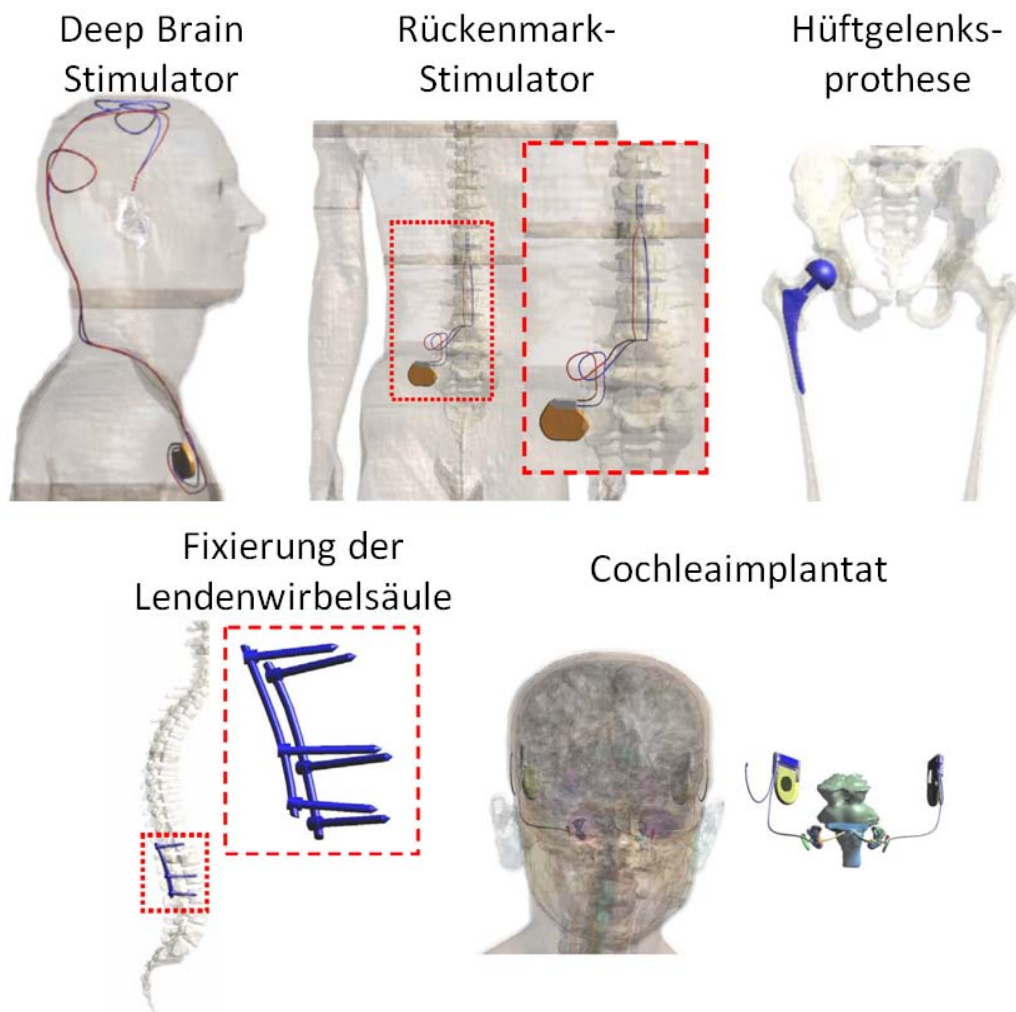 Deep Brain
Stimulator
Rückenmark-
Stimulator
Hüftgelenks-
prothese
Fixierung der
Lendenwirbelsäule
Cochleaimplantat